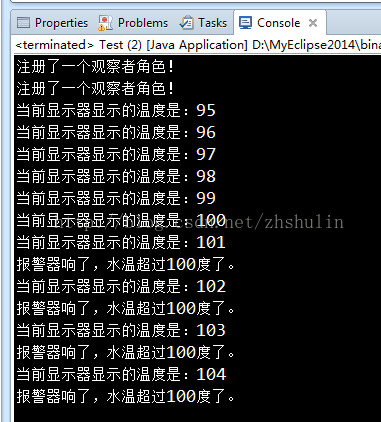 Properties Problems Tasks Console
<terminated> Test (2) [Java Application] D:\MyEclipse2014\bina
注册了一个观察者角色!
注册了一个观察者角色!
当前显示器显示的温度是：95
当前显示器显示的温度是：96
当前显示器显示的温度是：97
当前显示器显示的温度是：98
当前显示器显示的温度是：99
当前显示器显示的温度是：100
当前显示器显示的温度是：101
报警器响了，水温超过100度了。
当前显示器显示的温度是：102
报警器响了，水温超过100度了。
当前显示器显示的温度是：103
报警器响了，水温超过100度了。
当前显示器显示的温度是：104
报警器响了，水温超过100度了。